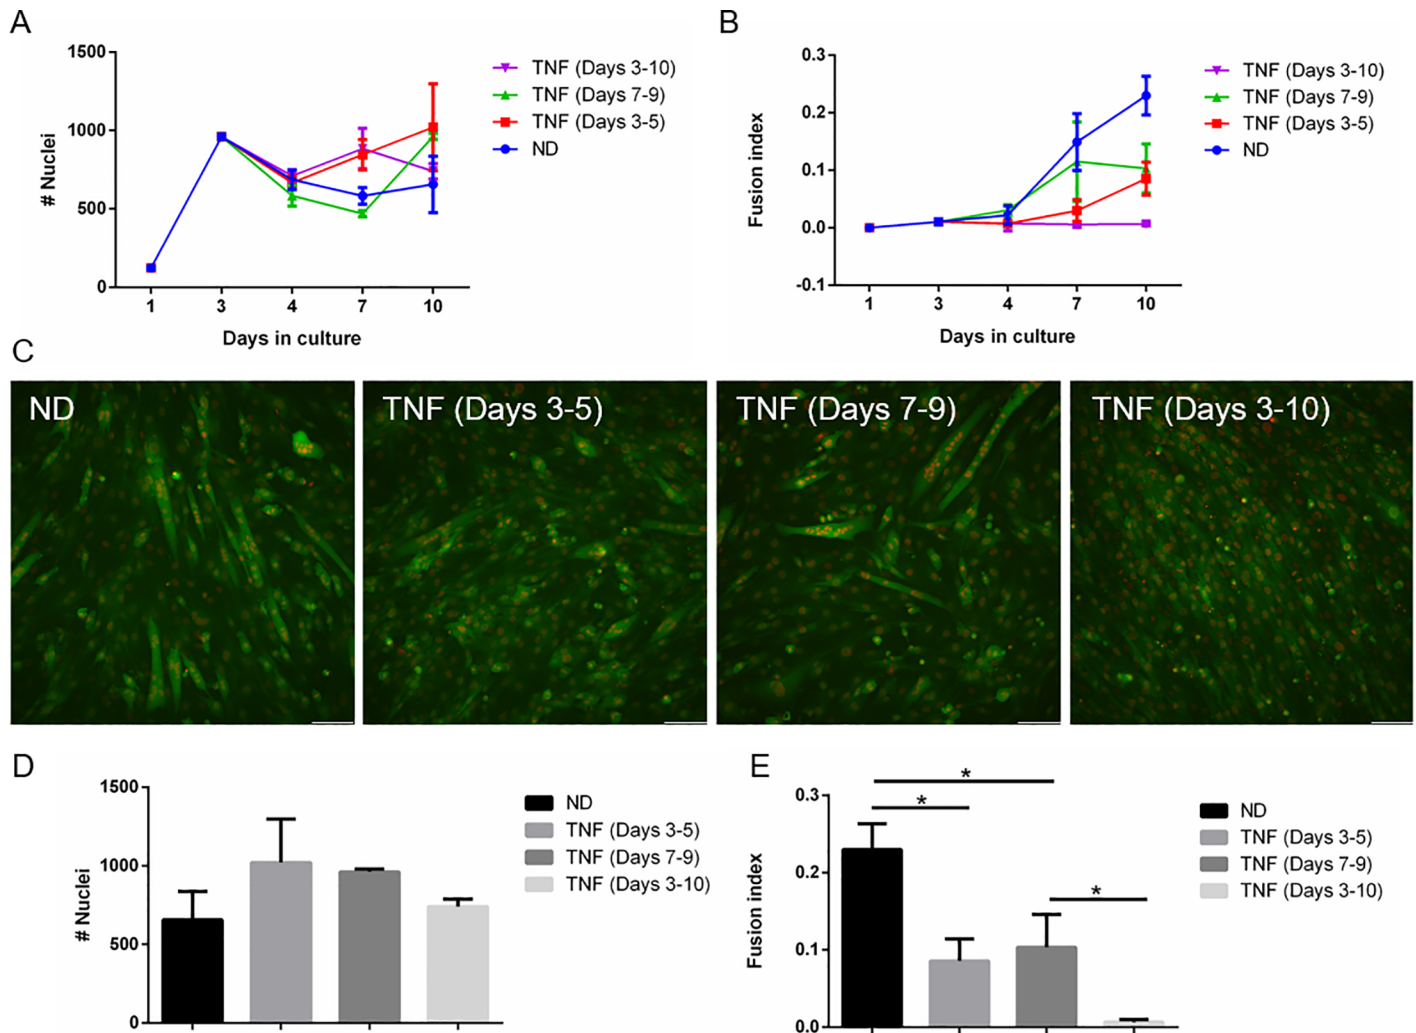 A
1500
1000
500
0
# Nuclei
1 3 4 7 10
Days in culture
TNF (Days 3-10)
TNF (Days 7-9)
TNF (Days 3-5)
ND
B
0.3
0.2
0.1
0.0
-0.1
Fusion index
1 3 4 7 10
Days in culture
TNF (Days 3-10)
TNF (Days 7-9)
TNF (Days 3-5)
ND
C
ND
TNF (Days 3-5)
TNF (Days 7-9)
TNF (Days 3-10)
D
1500
1000
500
0
# Nuclei
ND
TNF (Days 3-5)
TNF (Days 7-9)
TNF (Days 3-10)
E
0.3
0.2
0.1
0.0
Fusion index
*
*
*
ND
TNF (Days 3-5)
TNF (Days 7-9)
TNF (Days 3-10)